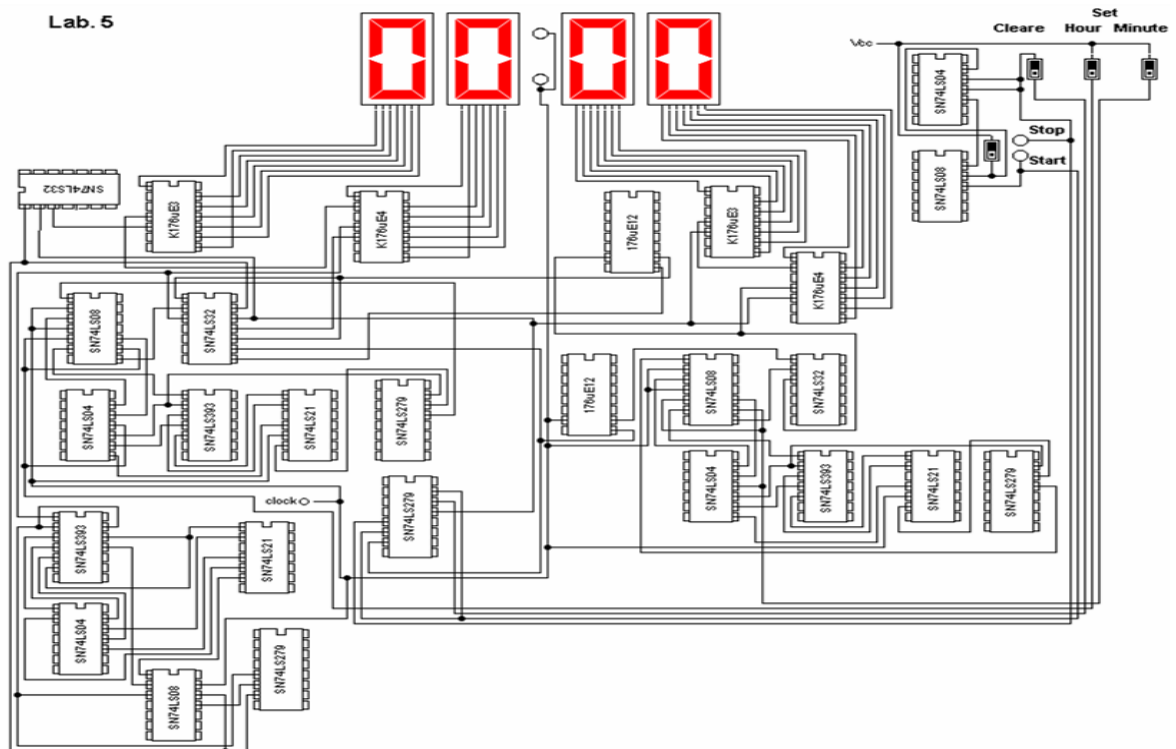 Lab. 5
Set
Cleare Hour Minute
Vcc
SN74LS04
Stop
Start
SN74LS08
SN74LS32
K176uE3
K176uE4
176uE12
K176uE3
K176uE4
SN74LS08
SN74LS32
176uE12
SN74LS08
SN74LS32
SN74LS04
SN74LS393
SN74LS21
SN74LS279
SN74LS04
SN74LS393
SN74LS21
SN74LS279
clock
SN74LS279
SN74LS393
SN74LS21
SN74LS04
SN74LS279
SN74LS08